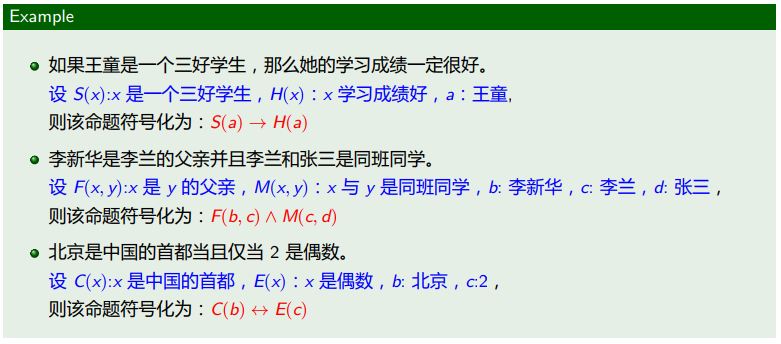 Example
如果王童是一个三好学生，那么她的学习成绩一定很好。
设 S(x):x 是一个三好学生，H(x)：x 学习成绩好，a：王童,
则该命题符号化为：S(a) → H(a)
李新华是李兰的父亲并且李兰和张三是同班同学。
设 F(x, y):x 是 y 的父亲，M(x, y)：x 与 y 是同班同学，b: 李新华，c: 李兰，d: 张三，
则该命题符号化为：F(b, c) ∧ M(c, d)
北京是中国的首都当且仅当 2 是偶数。
设 C(x):x 是中国的首都，E(x)：x 是偶数，b: 北京，c:2，
则该命题符号化为：C(b) ↔ E(c)